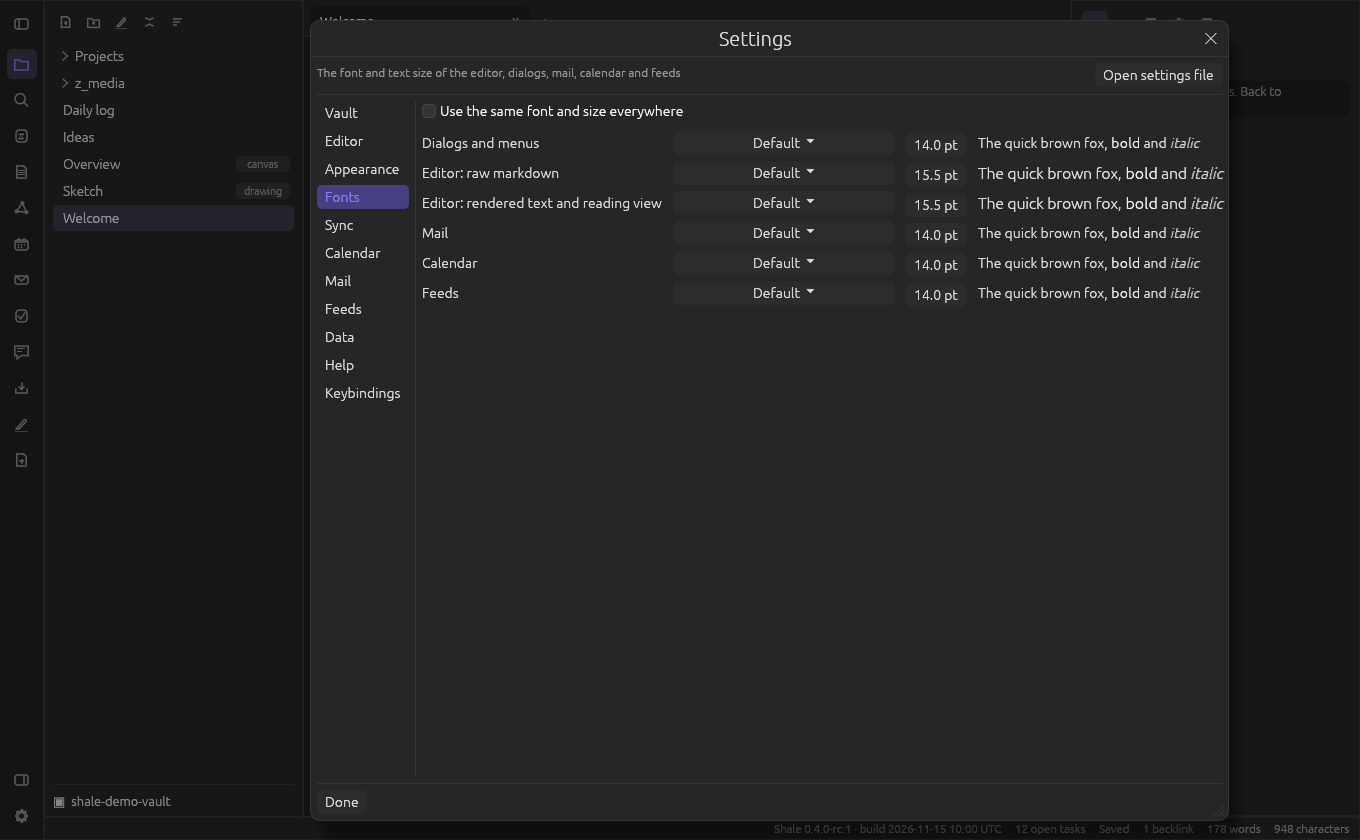 Settings
The font and text size of the editor, dialogs, mail, calendar and feeds
Open settings file
Projects
z_media
Daily log
Ideas
Overview canvas
Sketch drawing
Welcome
shale-demo-vault
Vault
Editor
Appearance
Fonts
Sync
Calendar
Mail
Feeds
Data
Help
Keybindings
Use the same font and size everywhere
Dialogs and menus Default 14.0 pt The quick brown fox, bold and italic
Editor: raw markdown Default 15.5 pt The quick brown fox, bold and italic
Editor: rendered text and reading view Default 15.5 pt The quick brown fox, bold and italic
Mail Default 14.0 pt The quick brown fox, bold and italic
Calendar Default 14.0 pt The quick brown fox, bold and italic
Feeds Default 14.0 pt The quick brown fox, bold and italic
s. Back to
Done
Shale 0.4.0-rc.1 · build 2026-11-15 10:00 UTC 12 open tasks Saved 1 backlink 178 words 948 characters